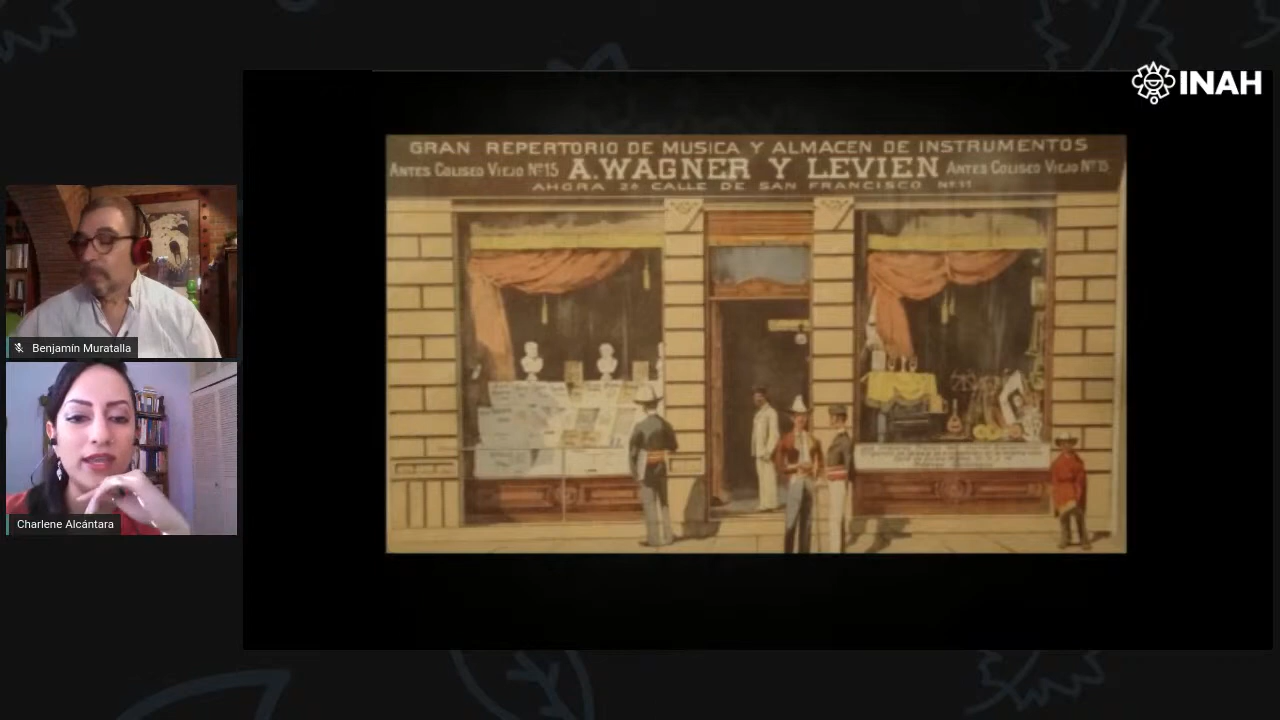 INAH
GRAN REPERTORIO DE MUSICA Y ALMACEN DE INSTRUMENTOS
ANTES COLISEO VIEJO Nº15 A.WAGNER Y LEVIEN ANTES COLISEO VIEJO Nº15
AHORA 2ª CALLE DE SAN FRANCISCO Nº11
Benjamín Muratalla
Charlene Alcántara